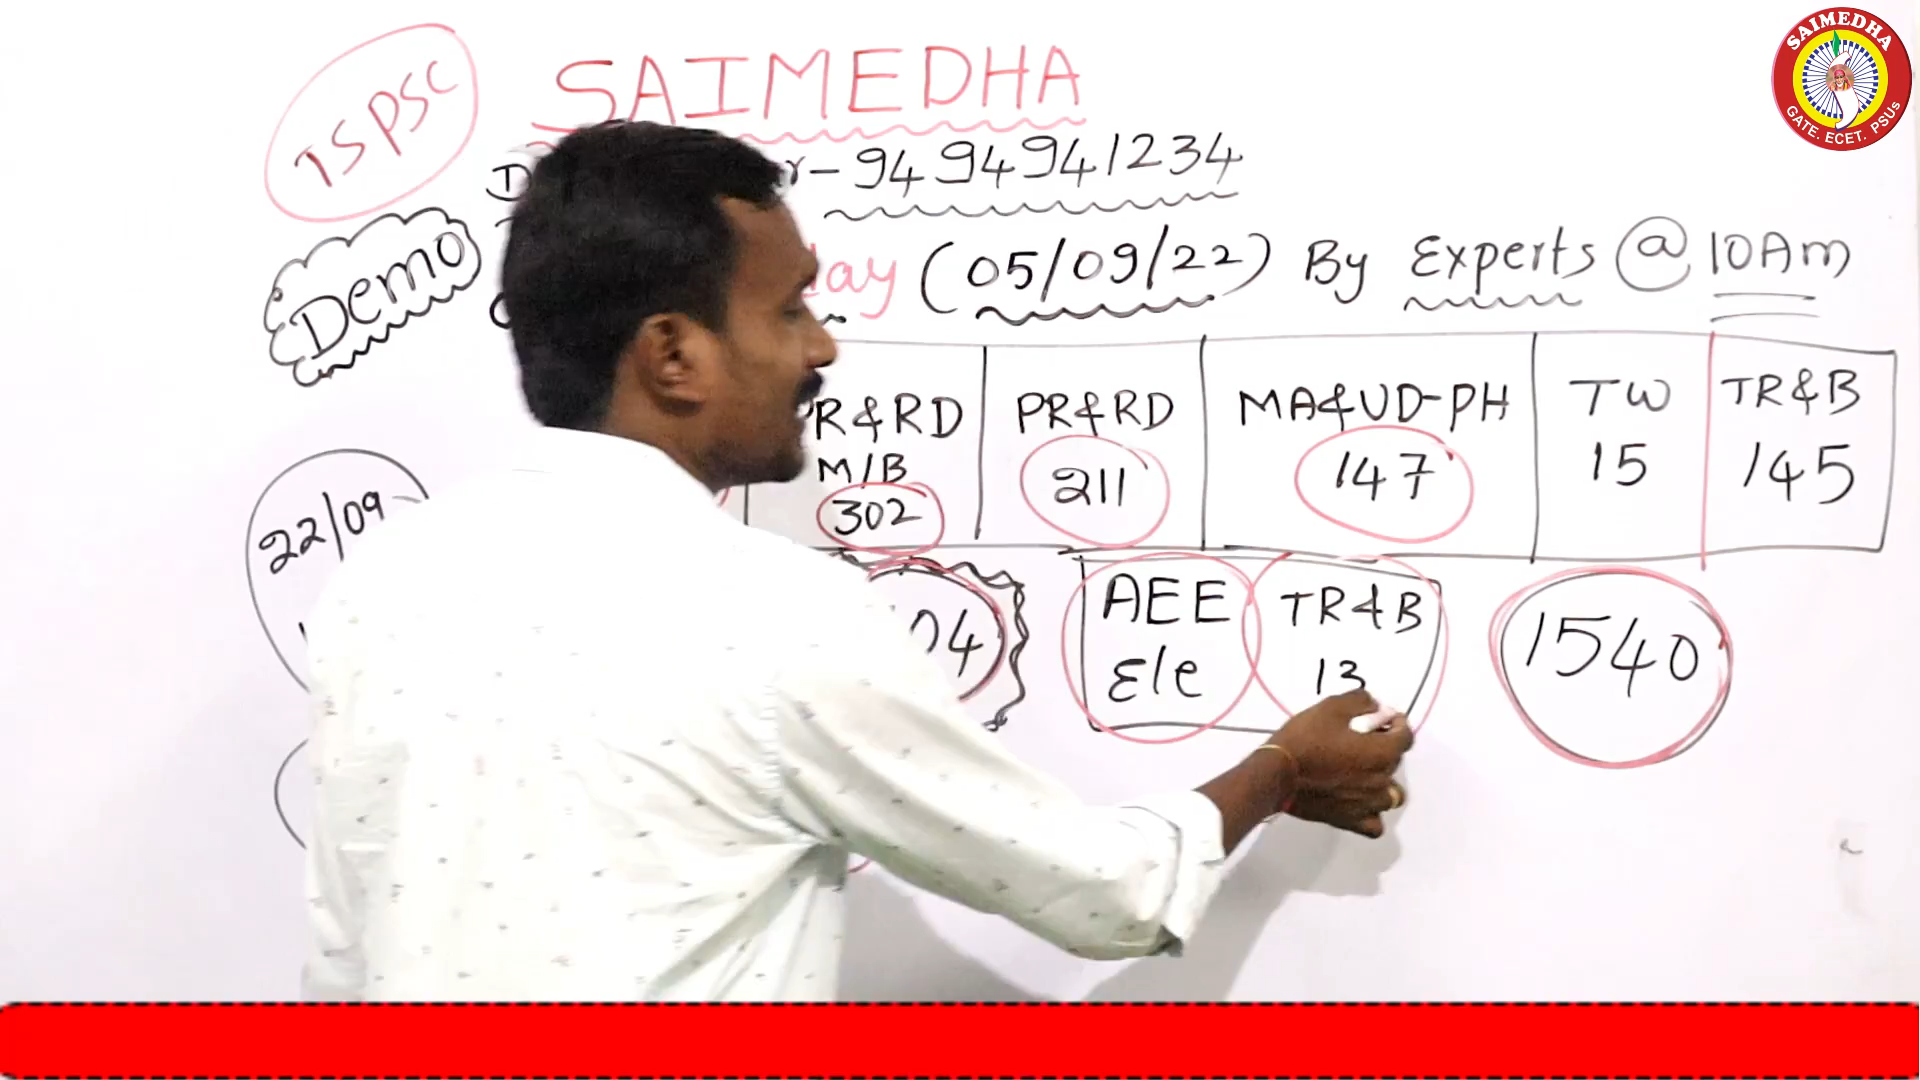 TSPSC
SAIMEDHA
SAIMEDHA
GATE. ECET. PSUs
- 9494941234
Demo
(05/09/22) By Experts @ 10Am
R&RD
M/B
302
PR&RD
211
MA&UD-PH
147
TW
15
TR&B
145
22/09
AEE
E/e
TR&B
13
1540